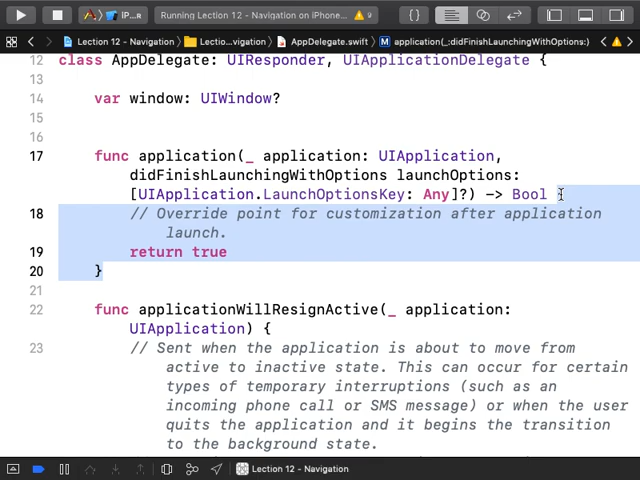 iP...R
Running Lection 12 - Navigation on iPhone...
9
Lection 12 - Navigation
Lectio...vigation
AppDelegate.swift
M
application(_:didFinishLaunchingWithOptions:)
12 class AppDelegate: UIResponder, UIApplicationDelegate {
13
14 var window: UIWindow?
15
16
17 func application(_ application: UIApplication,
didFinishLaunchingWithOptions launchOptions:
[UIApplication.LaunchOptionsKey: Any]?) -> Bool {
18 // Override point for customization after application
launch.
19 return true
20 }
21
22 func applicationWillResignActive(_ application:
UIApplication) {
23 // Sent when the application is about to move from
active to inactive state. This can occur for certain
types of temporary interruptions (such as an
incoming phone call or SMS message) or when the user
quits the application and it begins the transition
to the background state.
Lection 12 - Navigation